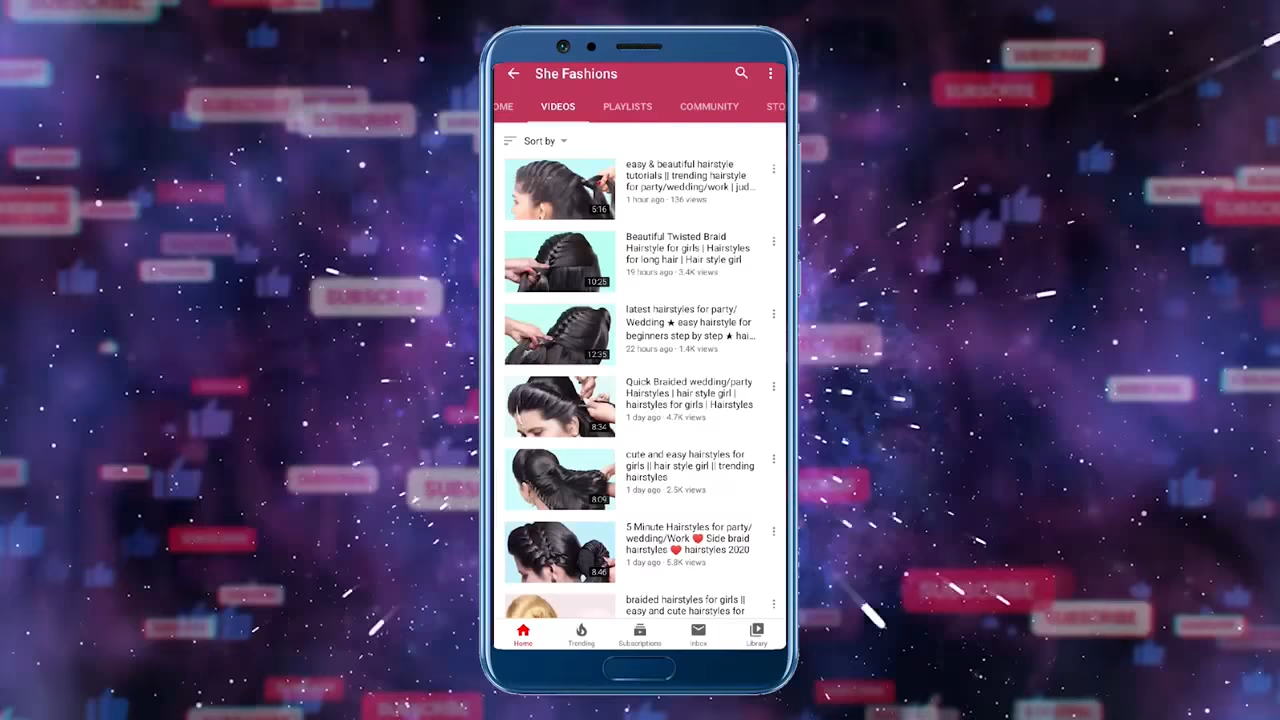 She Fashions
OME VIDEOS PLAYLISTS COMMUNITY STO
Sort by
easy & beautiful hairstyle
tutorials || trending hairstyle
for party/wedding/work | jud...
1 hour ago · 136 views
5:16
Beautiful Twisted Braid
Hairstyle for girls | Hairstyles
for long hair | Hair style girl
19 hours ago · 3.4K views
10:25
latest hairstyles for party/
Wedding ★ easy hairstyle for
beginners step by step ★ hai...
22 hours ago · 1.4K views
12:35
Quick Braided wedding/party
Hairstyles | hair style girl |
hairstyles for girls | Hairstyles
1 day ago · 4.7K views
8:34
cute and easy hairstyles for
girls || hair style girl || trending
hairstyles
1 day ago · 2.5K views
8:09
5 Minute Hairstyles for party/
wedding/Work ❤️ Side braid
hairstyles ❤️ hairstyles 2020
1 day ago · 5.8K views
8:46
braided hairstyles for girls ||
easy and cute hairstyles for
Home Trending Subscriptions Inbox Library
SUBSCRIBE